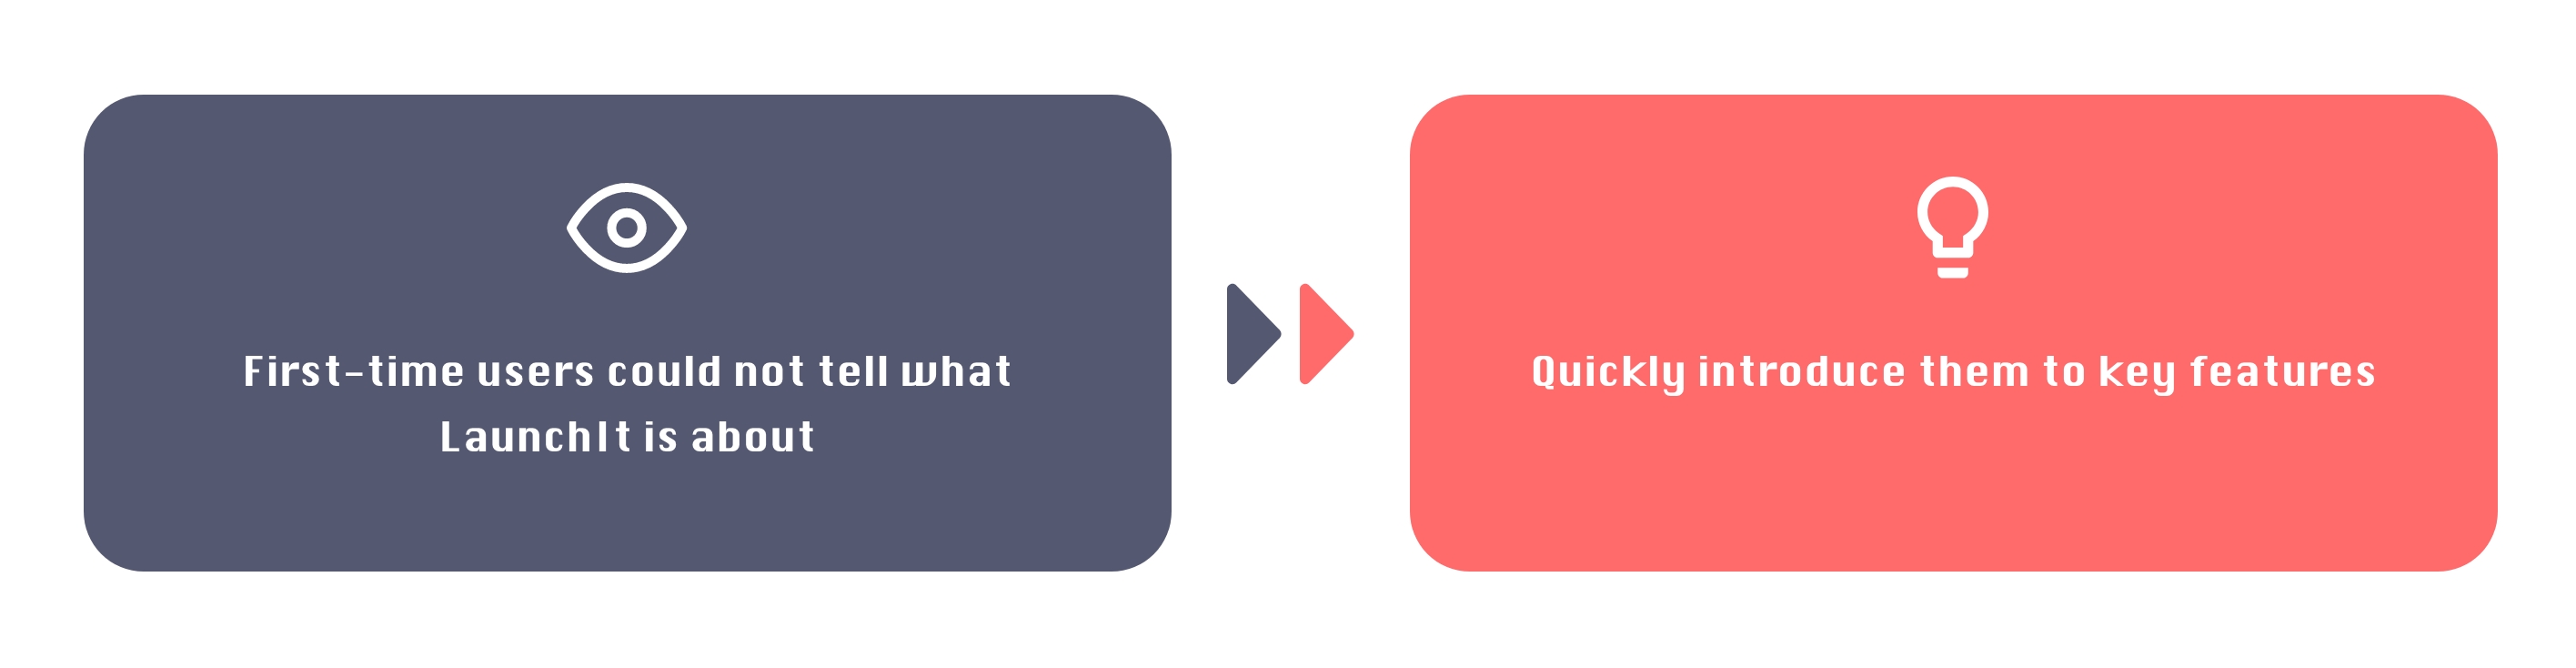 First-time users could not tell what
LaunchIt is about
Quickly introduce them to key features